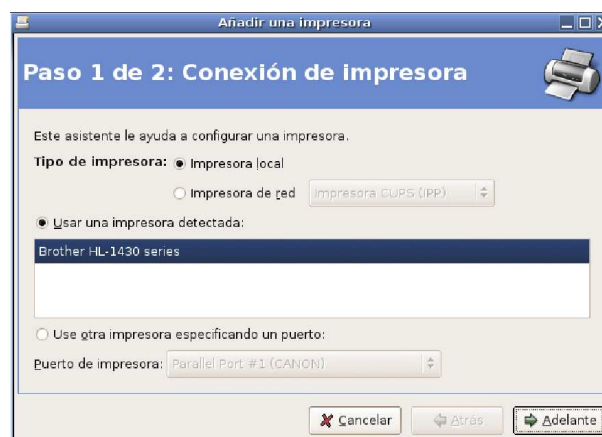 Añadir una impresora
Paso 1 de 2: Conexión de impresora
Este asistente le ayuda a configurar una impresora.
Tipo de impresora: Impresora local
Impresora de red Impresora CUPS (IPP)
Usar una impresora detectada:
Brother HL-1430 series
Use otra impresora especificando un puerto:
Puerto de impresora: Parallel Port #1 (CANON)
Cancelar Atrás Adelante